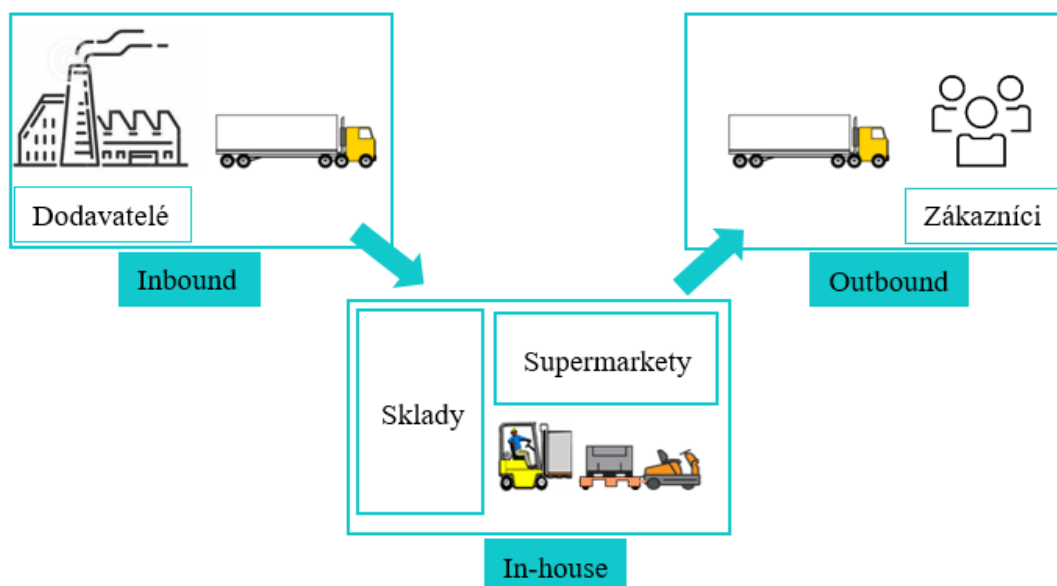 Dodavatelé
Inbound
Zákazníci
Outbound
Sklady
Supermarkety
In-house